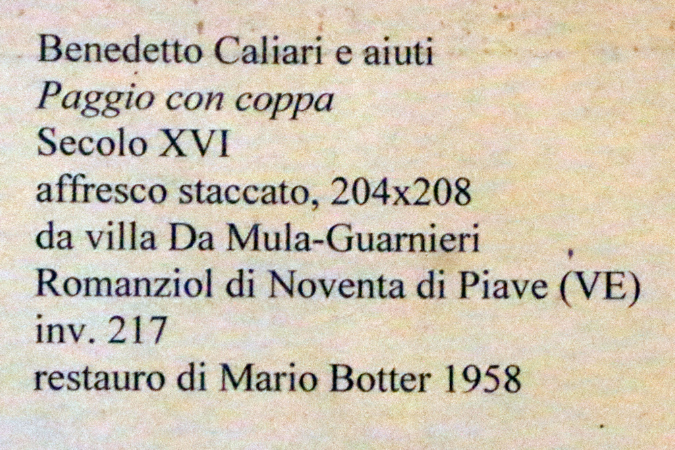 Benedetto Caliari e aiuti
Paggio con coppa
Secolo XVI
affresco staccato, 204x208
da villa Da Mula-Guarnieri
Romanziol di Noventa di Piave (VE)
inv. 217
restauro di Mario Botter 1958